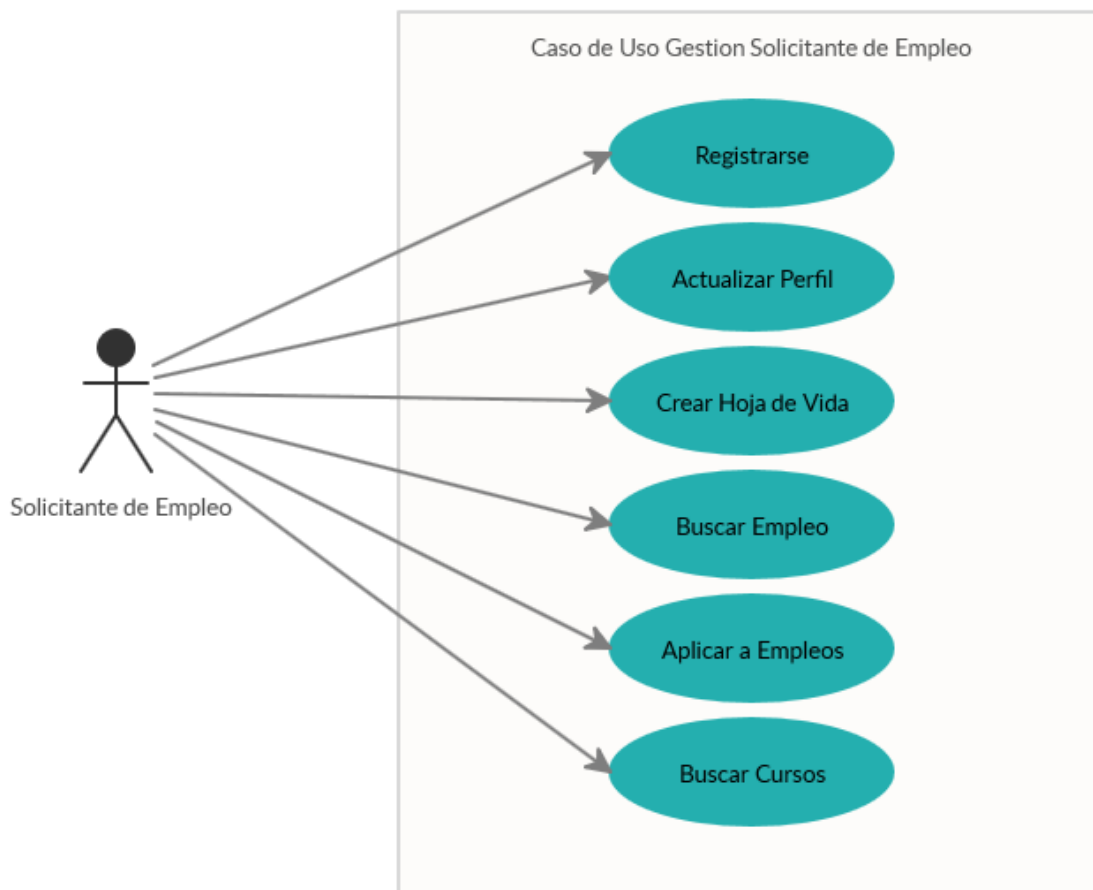 Caso de Uso Gestion Solicitante de Empleo
Registrarse
Actualizar Perfil
Crear Hoja de Vida
Solicitante de Empleo
Buscar Empleo
Aplicar a Empleos
Buscar Cursos